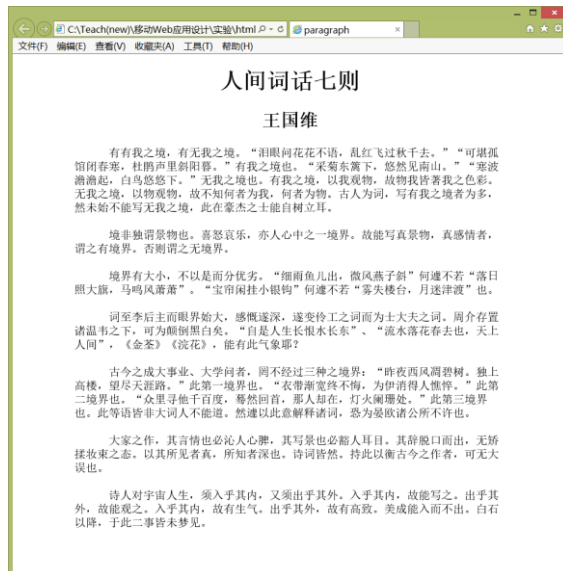 C:\Teach(new)\移动Web应用设计\实验\html
paragraph
文件(F) 编辑(E) 查看(V) 收藏夹(A) 工具(T) 帮助(H)
人间词话七则
王国维
有有我之境，有无我之境。“泪眼问花花不语，乱红飞过秋千去。”“可堪孤
馆闭春寒，杜鹃声里斜阳暮。”有我之境也。“采菊东篱下，悠然见南山。”“寒波
澹澹起，白鸟悠悠下。”无我之境也。有我之境，以我观物，故物我皆著我之色彩。
无我之境，以物观物，故不知何者为我，何者为物。古人为词，写有我之境者为多，
然未始不能写无我之境，此在豪杰之士能自树立耳。
境非独谓景物也。喜怒哀乐，亦人心中之一境界。故能写真景物，真感情者，
谓之有境界。否则谓之无境界。
境界有大小，不以是而分优劣。“细雨鱼儿出，微风燕子斜”何遽不若“落日
照大旗，马鸣风萧萧”。“宝帘闲挂小银钩”何遽不若“雾失楼台，月迷津渡”也。
词至李后主而眼界始大，感慨遂深，遂变伶工之词而为士大夫之词。周介存置
诸温韦之下，可为颠倒黑白矣。“自是人生长恨水长东”、“流水落花春去也，天上
人间”，《金荃》《浣花》，能有此气象耶？
古今之成大事业、大学问者，罔不经过三种之境界：“昨夜西风凋碧树。独上
高楼，望尽天涯路。”此第一境界也。“衣带渐宽终不悔，为伊消得人憔悴。”此第
二境界也。“众里寻他千百度，蓦然回首，那人却在，灯火阑珊处。”此第三境界
也。此等语皆非大词人不能道。然遽以此意解释诸词，恐为晏欧诸公所不许也。
大家之作，其言情也必沁人心脾，其写景也必豁人耳目。其辞脱口而出，无娇
揉妆束之态。以其所见者真，所知者深也。诗词皆然。持此以衡古今之作者，可无大
误也。
诗人对宇宙人生，须入乎其内，又须出乎其外。入乎其内，故能写之。出乎其
外，故能观之。入乎其内，故有生气。出乎其外，故有高致。美成能入而不出。白石
以降，于此二事皆未梦见。